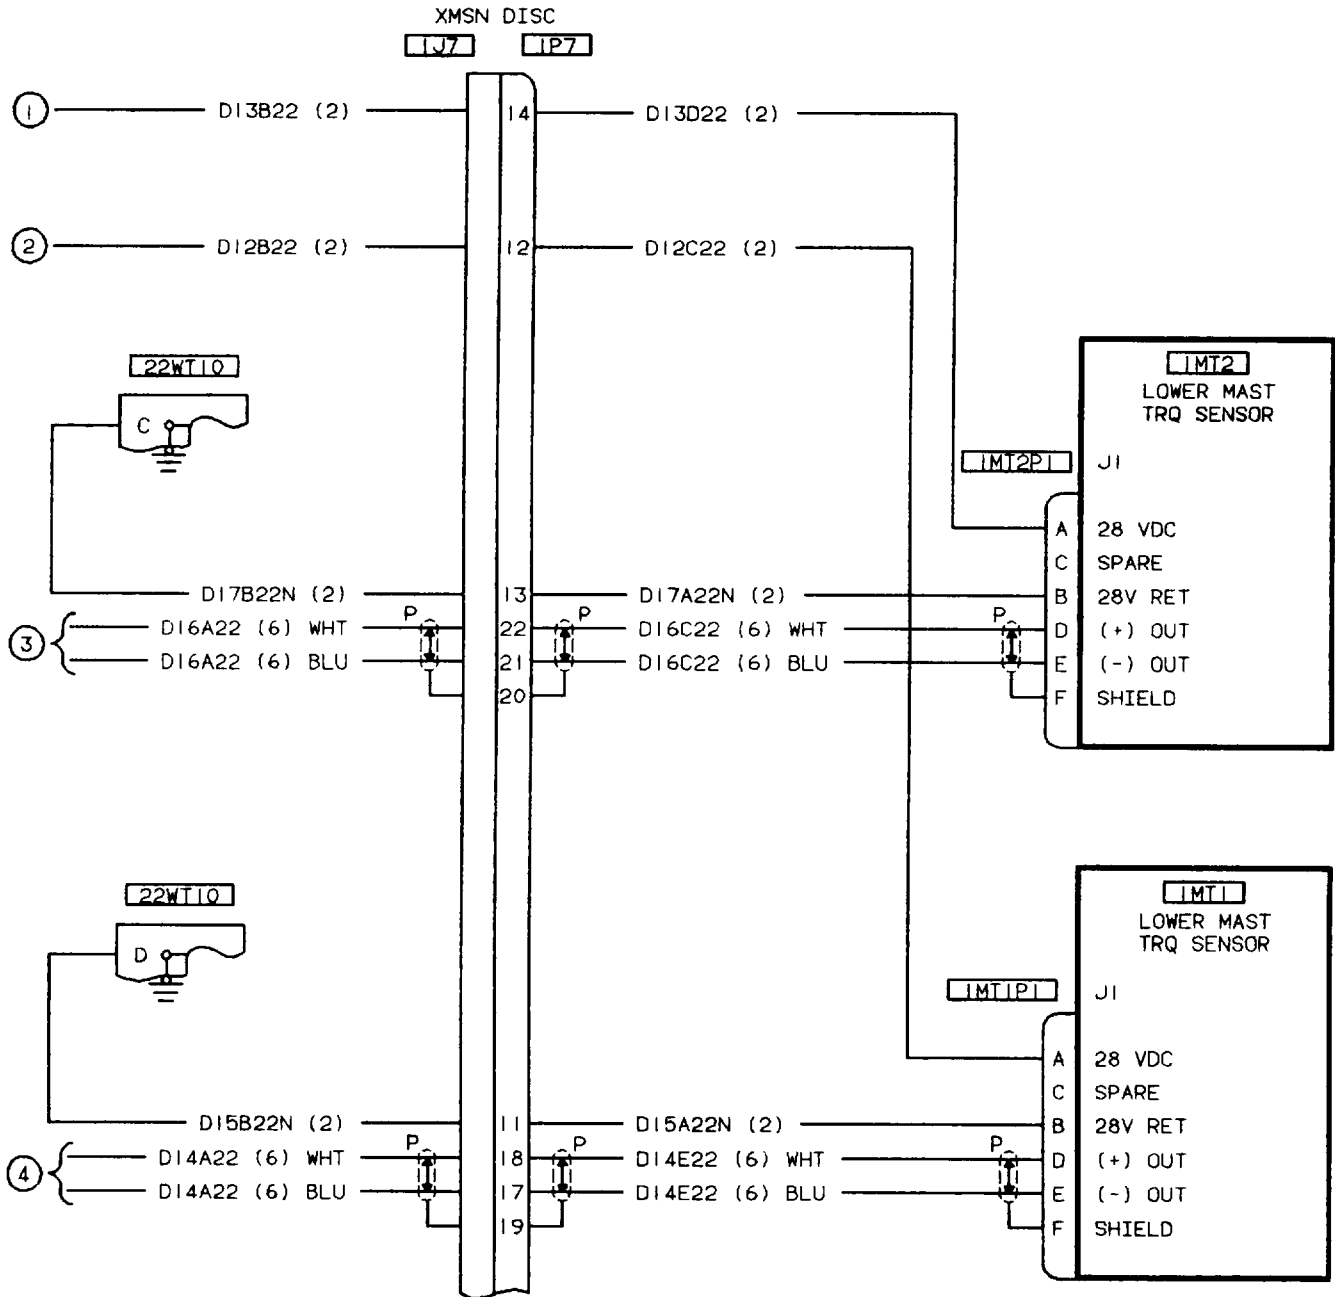 XMSN DISC
1J7 1P7
1 D13B22 (2) 14 D13D22 (2)
2 D12B22 (2) 12 D12C22 (2)
22WT10
C
1MT2
LOWER MAST
TRQ SENSOR
1MT2P1 J1
A 28 VDC
C SPARE
D17B22N (2) 13 D17A22N (2) B 28V RET
3 D16A22 (6) WHT P 22 P D16C22 (6) WHT P D (+) OUT
D16A22 (6) BLU 21 D16C22 (6) BLU E (-) OUT
20 F SHIELD
22WT10
D
1MT1
LOWER MAST
TRQ SENSOR
1MT1P1 J1
A 28 VDC
C SPARE
D15B22N (2) 11 D15A22N (2) B 28V RET
4 D14A22 (6) WHT P 18 P D14E22 (6) WHT P D (+) OUT
D14A22 (6) BLU 17 D14E22 (6) BLU E (-) OUT
19 F SHIELD